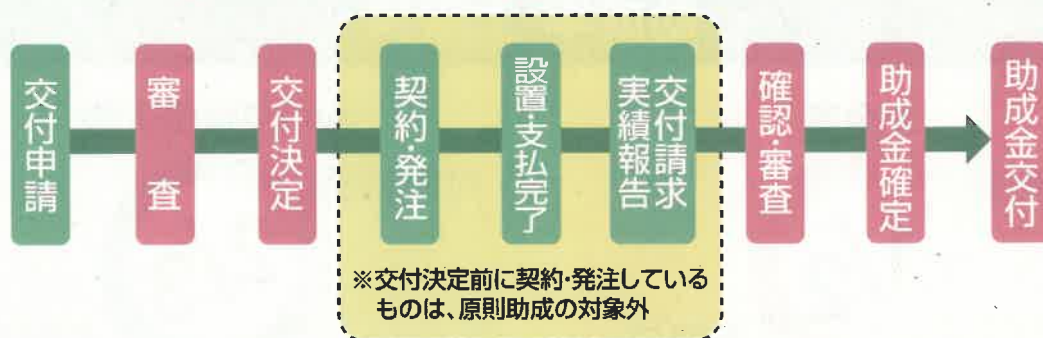 交付申請
審査
交付決定
契約・発注
設置・支払完了
交付請求
実績報告
確認・審査
助成金確定
助成金交付
※交付決定前に契約・発注している
ものは、原則助成の対象外